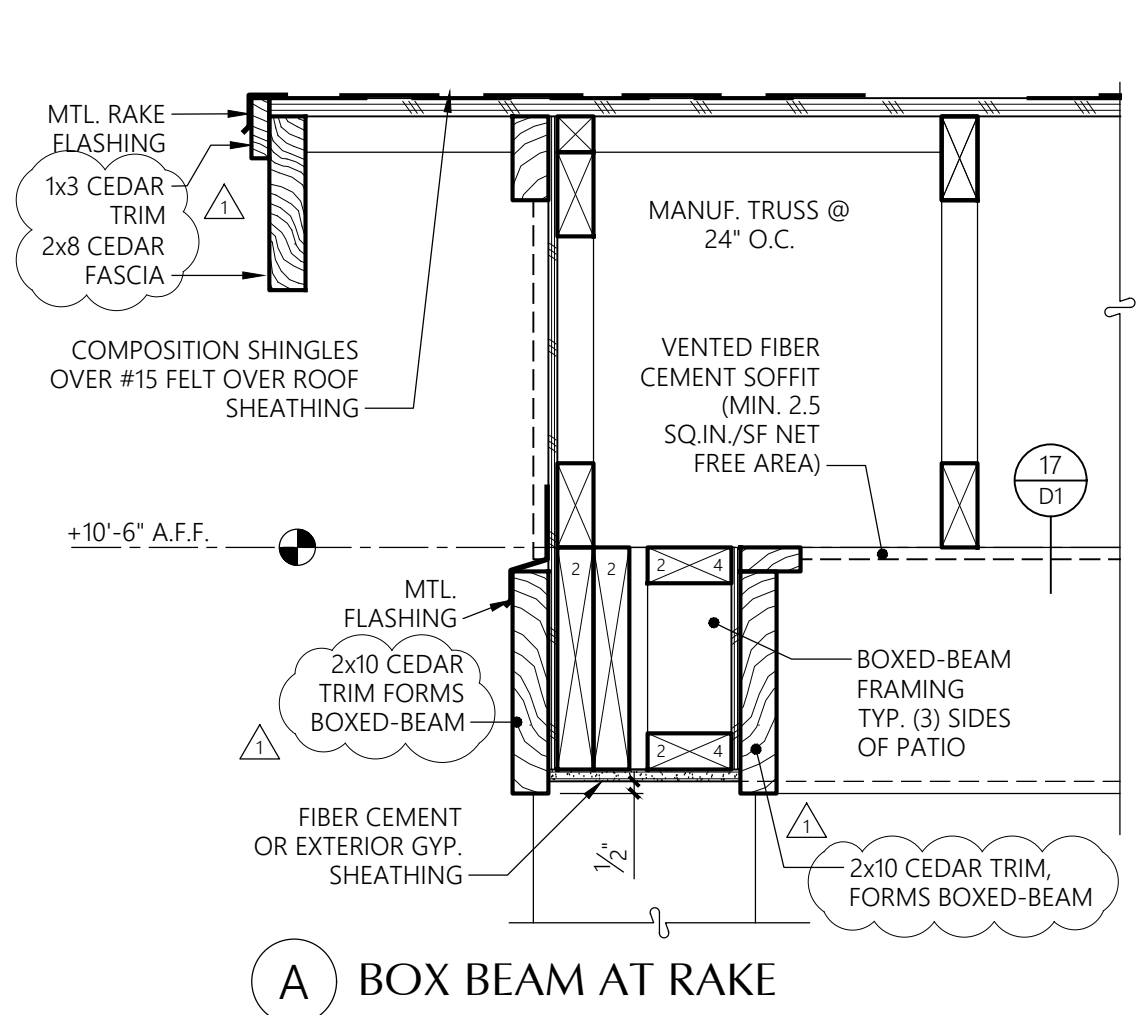 MTL. RAKE
FLASHING
1x3 CEDAR
TRIM
2x8 CEDAR
FASCIA
1
COMPOSITION SHINGLES
OVER #15 FELT OVER ROOF
SHEATHING
MANUF. TRUSS @
24" O.C.
VENTED FIBER
CEMENT SOFFIT
(MIN. 2.5
SQ.IN./SF NET
FREE AREA)
17
D1
+10'-6" A.F.F.
2 2 2 4
MTL.
FLASHING
2x10 CEDAR
TRIM FORMS
BOXED-BEAM
1
BOXED-BEAM
FRAMING
TYP. (3) SIDES
OF PATIO
2 4
FIBER CEMENT
OR EXTERIOR GYP.
SHEATHING
1/2"
1
2x10 CEDAR TRIM,
FORMS BOXED-BEAM
A BOX BEAM AT RAKE